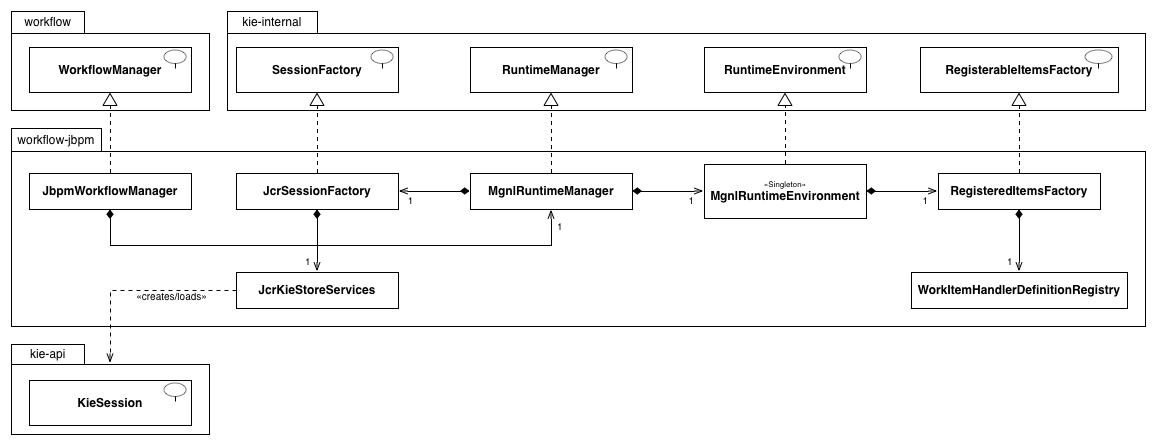 workflow
kie-internal
WorkflowManager
SessionFactory
RuntimeManager
RuntimeEnvironment
RegisterableItemsFactory
workflow-jbpm
JbpmWorkflowManager
JcrSessionFactory
1
MgnlRuntimeManager
1
«Singleton»
MgnlRuntimeEnvironment
1
RegisteredItemsFactory
1
1
1
JcrKieStoreServices
WorkItemHandlerDefinitionRegistry
«creates/loads»
kie-api
KieSession